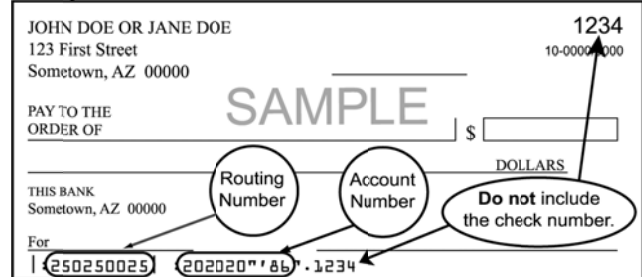 JOHN DOE OR JANE DOE 1234
123 First Street 10-0000/0000
Sometown, AZ 00000
SAMPLE
PAY TO THE
ORDER OF $
DOLLARS
Routing
Number
Account
Number
Do not include
the check number.
THIS BANK
Sometown, AZ 00000
For
250250025 202020"'86".1234